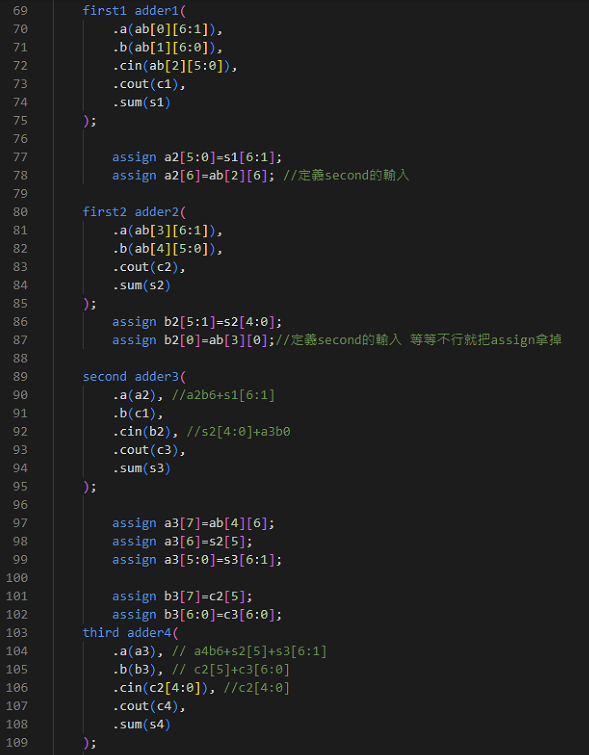 69 first1 adder1(
70 .a(ab[0][6:1]),
71 .b(ab[1][6:0]),
72 .cin(ab[2][5:0]),
73 .cout(c1),
74 .sum(s1)
75 );
76
77 assign a2[5:0]=s1[6:1];
78 assign a2[6]=ab[2][6]; //定義second的輸入
79
80 first2 adder2(
81 .a(ab[3][6:1]),
82 .b(ab[4][5:0]),
83 .cout(c2),
84 .sum(s2)
85 );
86 assign b2[5:1]=s2[4:0];
87 assign b2[0]=ab[3][0];//定義second的輸入 等等不行就把assign拿掉
88
89 second adder3(
90 .a(a2), //a2b6+s1[6:1]
91 .b(c1),
92 .cin(b2), //s2[4:0]+a3b0
93 .cout(c3),
94 .sum(s3)
95 );
96
97 assign a3[7]=ab[4][6];
98 assign a3[6]=s2[5];
99 assign a3[5:0]=s3[6:1];
100
101 assign b3[7]=c2[5];
102 assign b3[6:0]=c3[6:0];
103 third adder4(
104 .a(a3), // a4b6+s2[5]+s3[6:1]
105 .b(b3), // c2[5]+c3[6:0]
106 .cin(c2[4:0]), //c2[4:0]
107 .cout(c4),
108 .sum(s4)
109 );